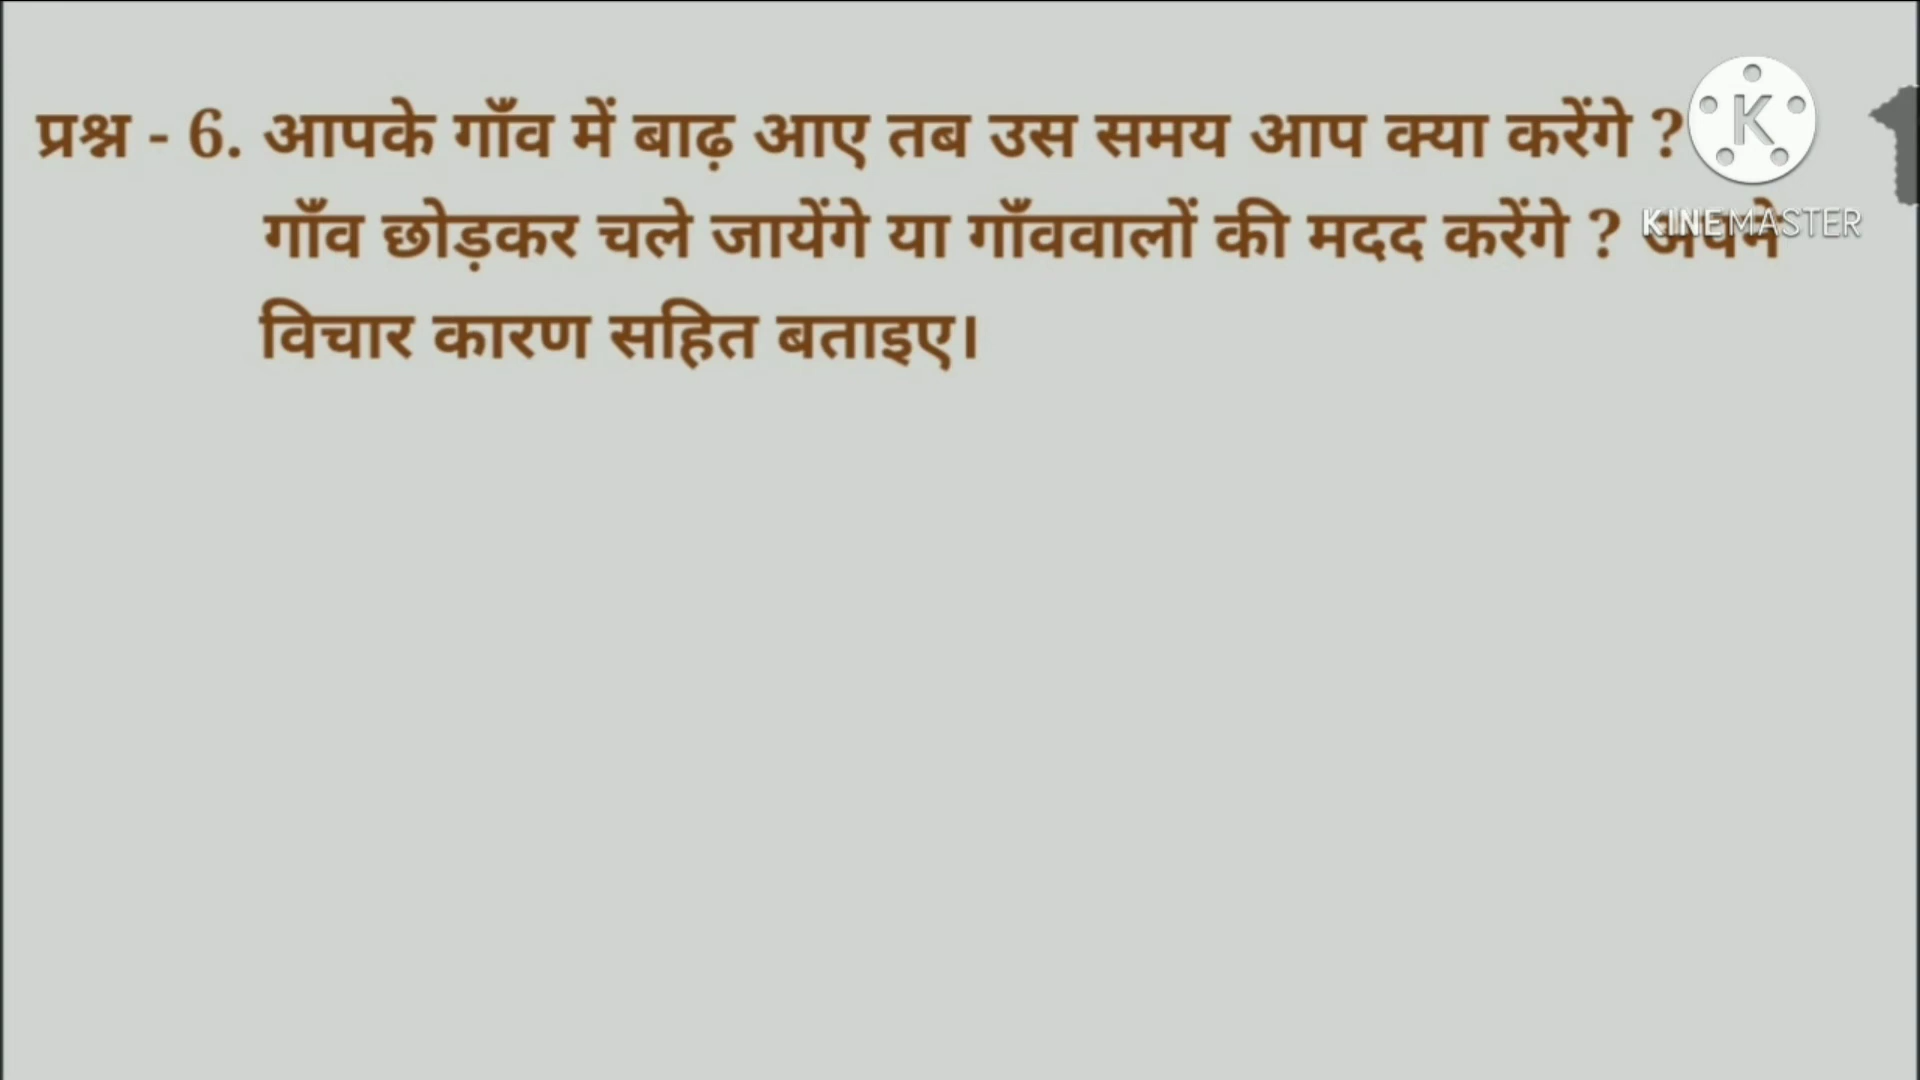 प्रश्न - 6. आपके गाँव में बाढ़ आए तब उस समय आप क्या करेंगे ?
गाँव छोड़कर चले जायेंगे या गाँववालों की मदद करेंगे ? अपने
विचार कारण सहित बताइए।
K
KINEMASTER